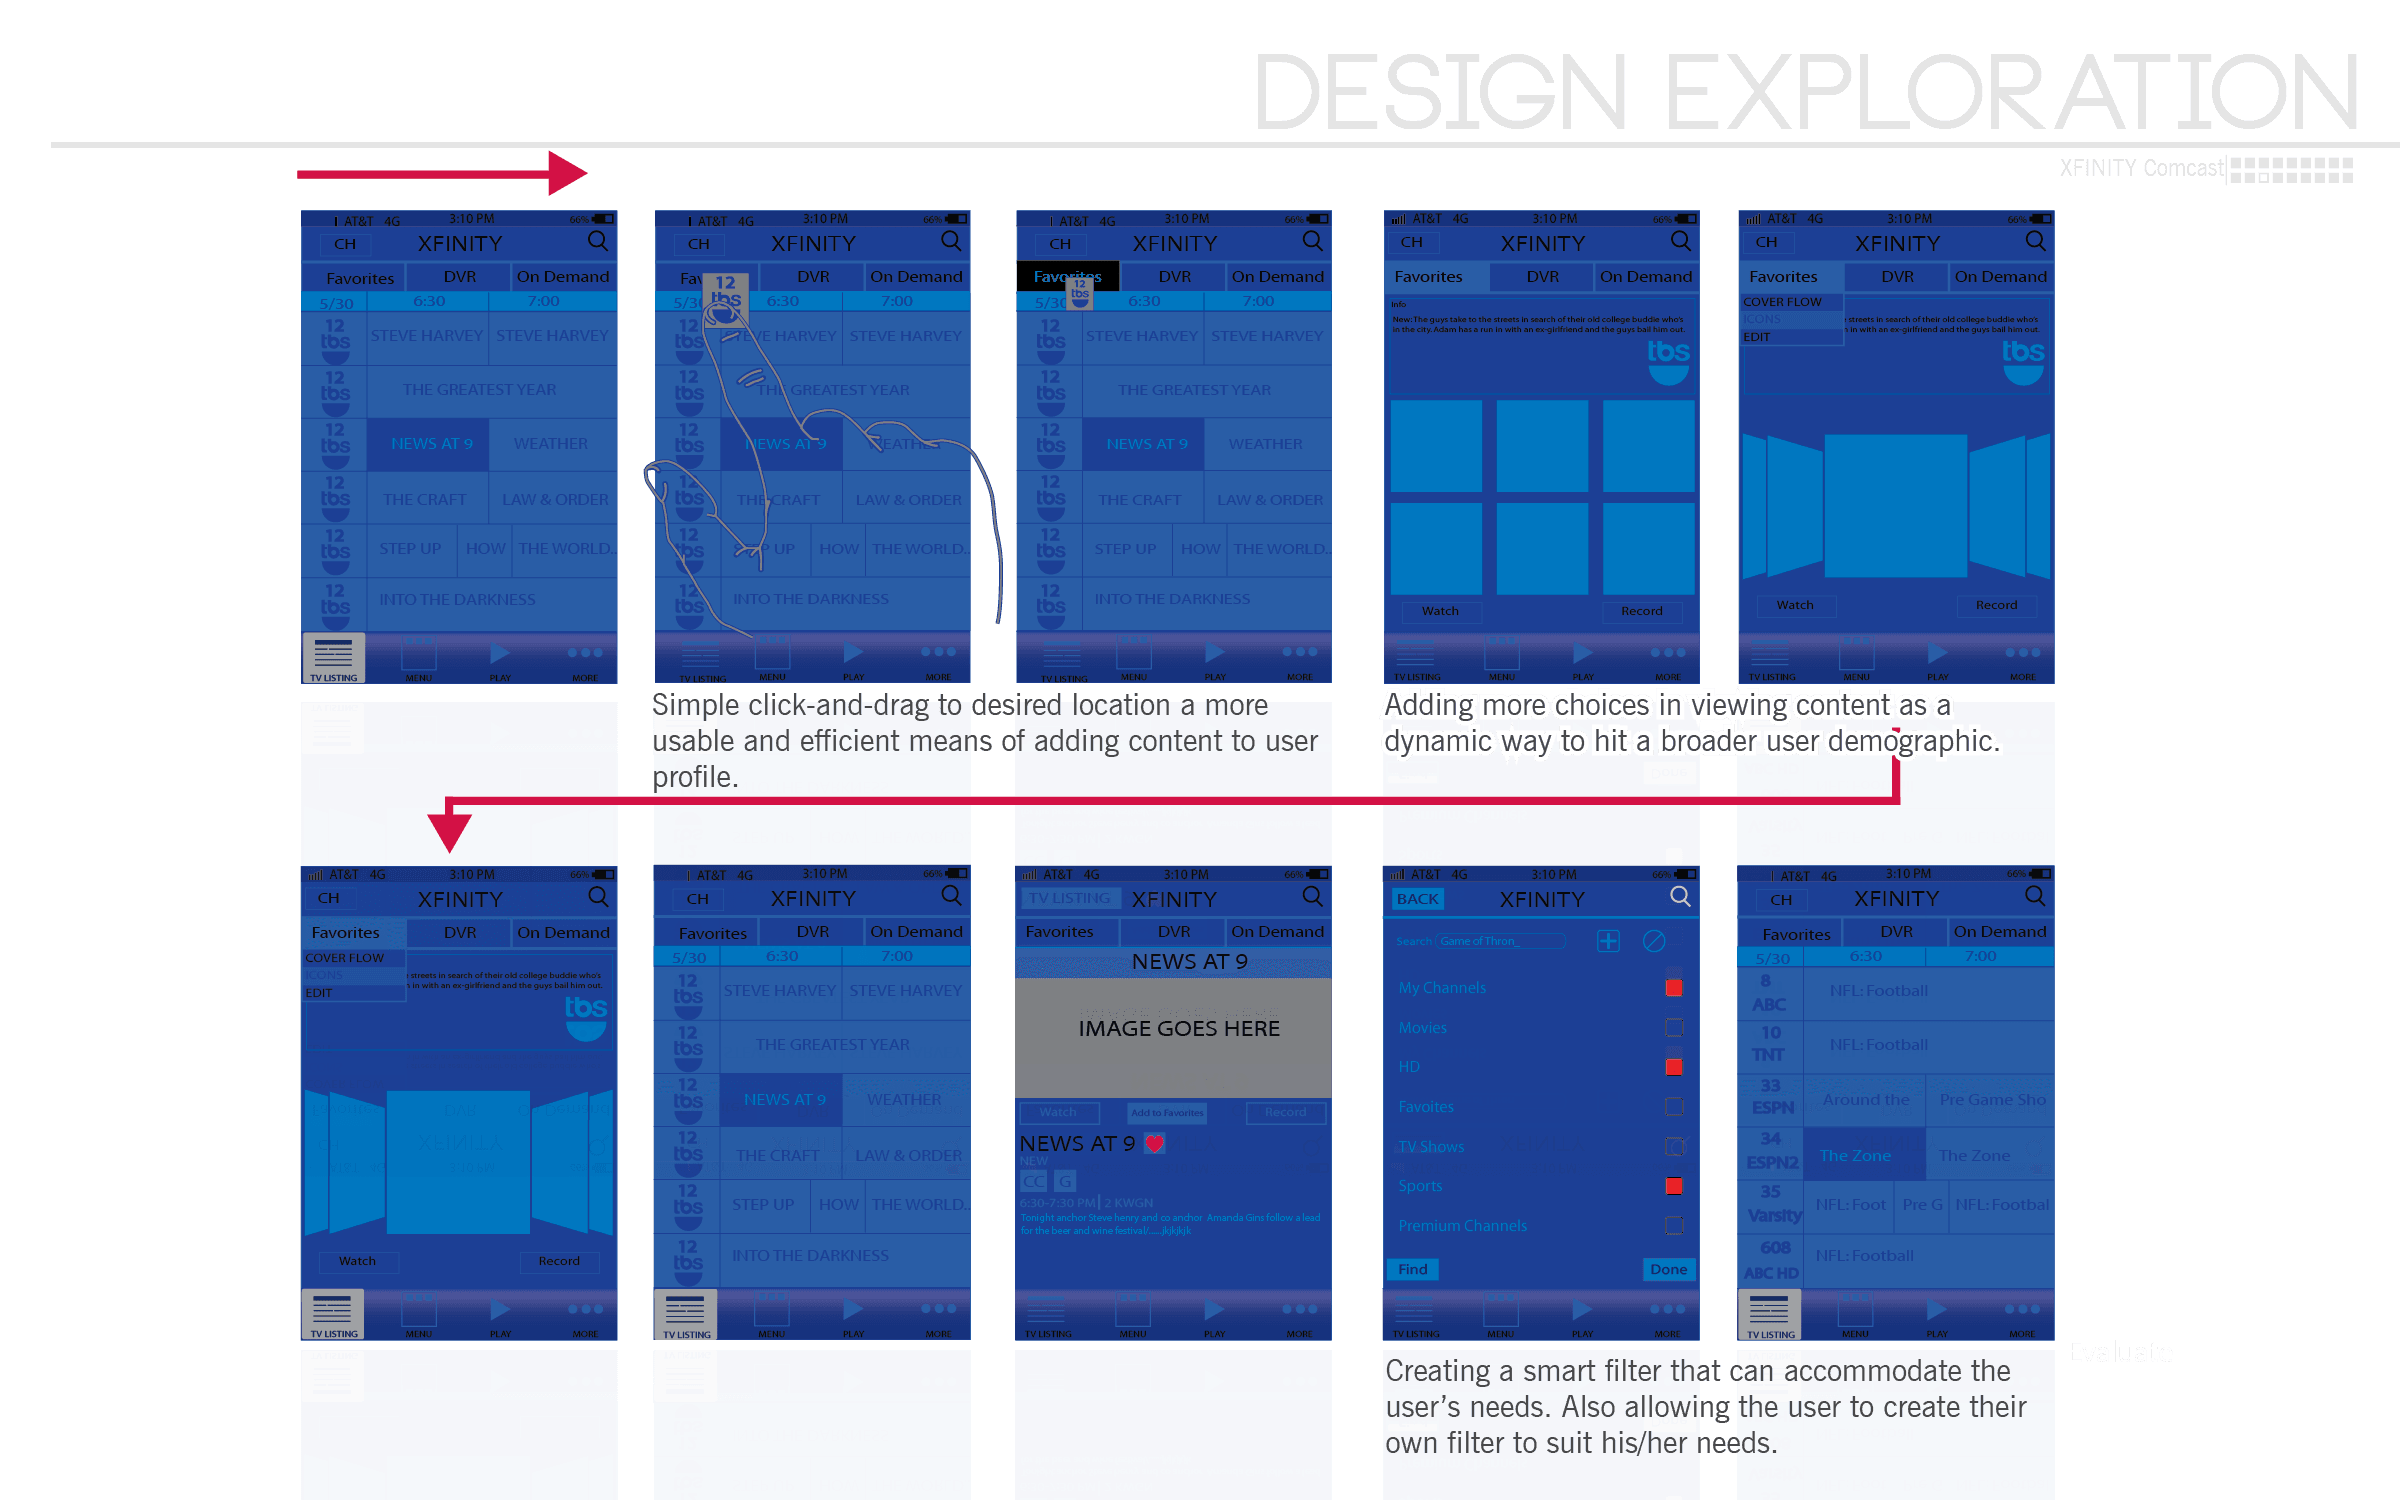 DESIGN EXPLORATION
XFINITY Comcast
AT&T 4G 3:10 PM 66%
CH XFINITY
Favorites DVR On Demand
5/30 6:30 7:00
12 tbs STEVE HARVEY STEVE HARVEY
12 tbs THE GREATEST YEAR
12 tbs NEWS AT 9 WEATHER
12 tbs THE CRAFT LAW & ORDER
12 tbs STEP UP HOW THE WORLD..
12 tbs INTO THE DARKNESS
TV LISTING MENU PLAY MORE
AT&T 4G 3:10 PM 66%
CH XFINITY
Fav 12 tbs DVR On Demand
5/3 6:30 7:00
STEVE HARVEY STEVE HARVEY
12 tbs THE GREATEST YEAR
12 tbs NEWS AT 9 WEATHER
12 tbs THE CRAFT LAW & ORDER
tbs STEP UP HOW THE WORLD..
12 tbs INTO THE DARKNESS
TV LISTING MENU PLAY MORE
AT&T 4G 3:10 PM 66%
CH XFINITY
Favorites DVR On Demand
5/30 12 tbs 6:30 7:00
12 tbs STEVE HARVEY STEVE HARVEY
12 tbs THE GREATEST YEAR
12 tbs NEWS AT 9 WEATHER
12 tbs THE CRAFT LAW & ORDER
12 tbs STEP UP HOW THE WORLD..
12 tbs INTO THE DARKNESS
TV LISTING MENU PLAY MORE
AT&T 4G 3:10 PM 66%
CH XFINITY
Favorites DVR On Demand
Info
New: The guys take to the streets in search of their old college buddie who's
in the city. Adam has a run in with an ex-girlfriend and the guys bail him out.
tbs
Watch Record
TV LISTING MENU PLAY MORE
AT&T 4G 3:10 PM 66%
CH XFINITY
Favorites DVR On Demand
COVER FLOW
ICONS streets in search of their old college buddie who's
EDIT in with an ex-girlfriend and the guys bail him out.
tbs
Watch Record
TV LISTING MENU PLAY MORE
Simple click-and-drag to desired location a more
usable and efficient means of adding content to user
profile.
Adding more choices in viewing content as a
dynamic way to hit a broader user demographic.
AT&T 4G 3:10 PM 66%
CH XFINITY
Favorites DVR On Demand
COVER FLOW
ICONS streets in search of their old college buddie who's
EDIT in with an ex-girlfriend and the guys bail him out.
tbs
Watch Record
TV LISTING MENU PLAY MORE
AT&T 4G 3:10 PM 66%
CH XFINITY
Favorites DVR On Demand
5/30 6:30 7:00
12 tbs STEVE HARVEY STEVE HARVEY
12 tbs THE GREATEST YEAR
12 tbs NEWS AT 9 WEATHER
12 tbs THE CRAFT LAW & ORDER
12 tbs STEP UP HOW THE WORLD..
12 tbs INTO THE DARKNESS
TV LISTING MENU PLAY MORE
AT&T 4G 3:10 PM 66%
TV LISTING XFINITY
Favorites DVR On Demand
NEWS AT 9
IMAGE GOES HERE
Watch Add to Favorites Record
NEWS AT 9
NEW
CC G
6:30-7:30 PM| 2 KWGN
Tonight anchor Steve henry and co anchor Amanda Gins follow a lead
for the beer and wine festival/.....jkjkjkjk
TV LISTING MENU PLAY MORE
AT&T 4G 3:10 PM 66%
BACK XFINITY
Search Game of Thron_
My Channels
Movies
HD
Favoites
TV Shows
Sports
Premium Channels
Find Done
TV LISTING MENU PLAY MORE
AT&T 4G 3:10 PM 66%
CH XFINITY
Favorites DVR On Demand
5/30 6:30 7:00
8 ABC NFL: Football
10 TNT NFL: Football
33 ESPN Around the Pre Game Sho
34 ESPN2 The Zone The Zone
35 Varsity NFL: Foot Pre G NFL: Footbal
608 ABC HD NFL: Football
TV LISTING MENU PLAY MORE
Evaluate
Creating a smart filter that can accommodate the
user's needs. Also allowing the user to create their
own filter to suit his/her needs.